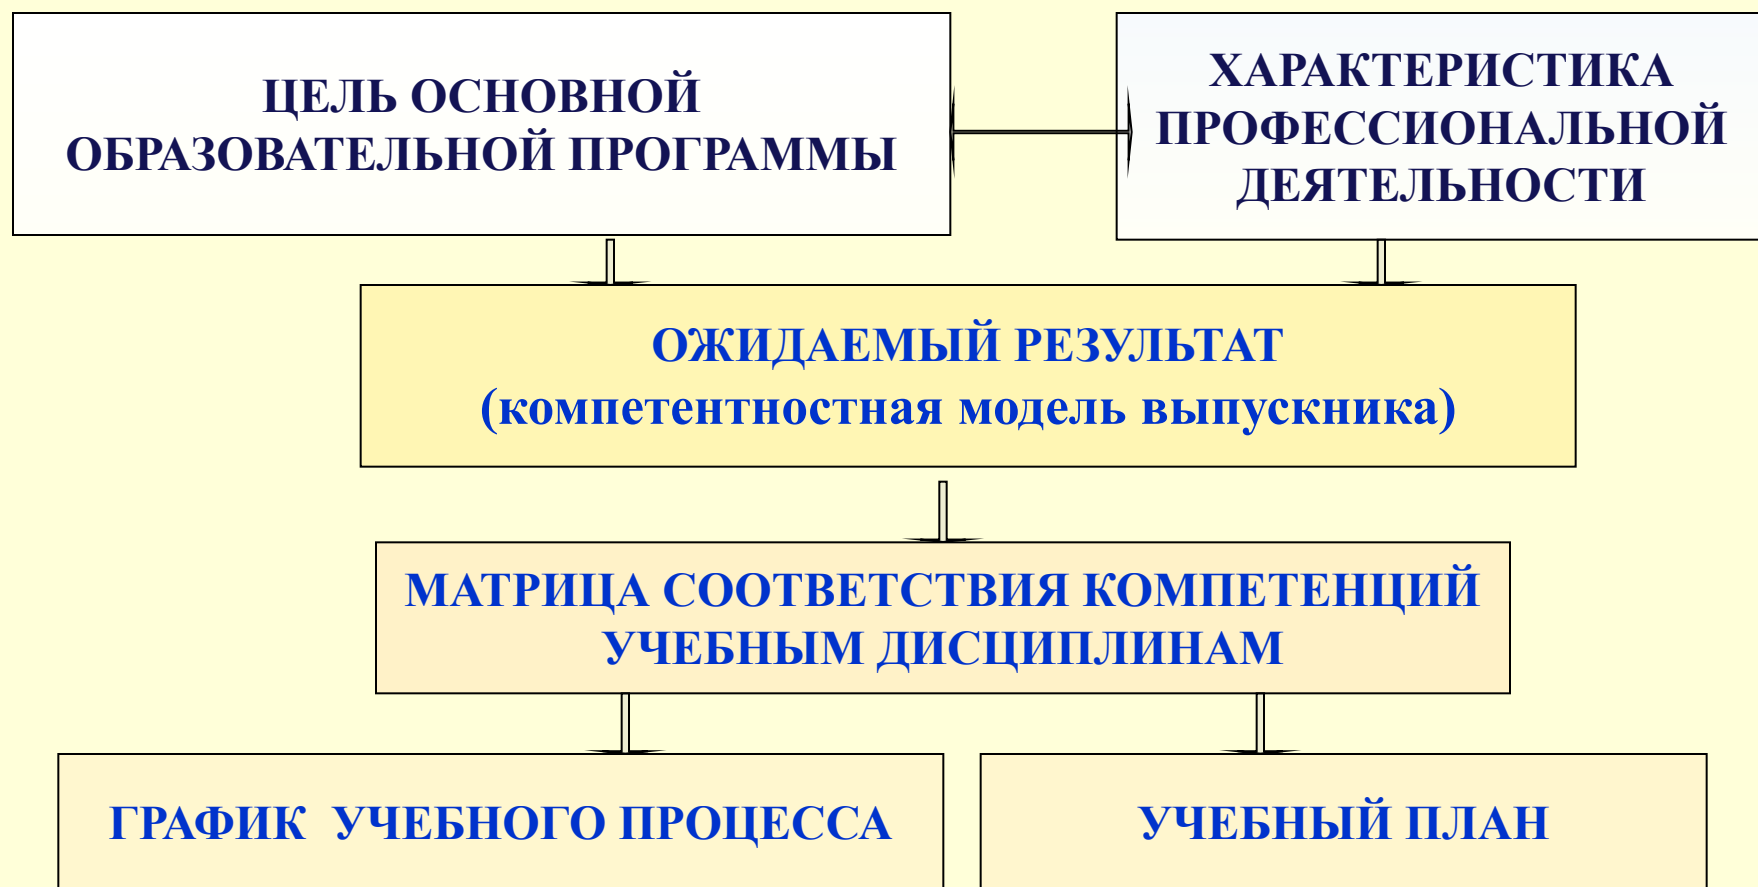 ЦЕЛЬ ОСНОВНОЙ
ОБРАЗОВАТЕЛЬНОЙ ПРОГРАММЫ
ХАРАКТЕРИСТИКА
ПРОФЕССИОНАЛЬНОЙ
ДЕЯТЕЛЬНОСТИ
ОЖИДАЕМЫЙ РЕЗУЛЬТАТ
(компетентностная модель выпускника)
МАТРИЦА СООТВЕТСТВИЯ КОМПЕТЕНЦИЙ
УЧЕБНЫМ ДИСЦИПЛИНАМ
ГРАФИК УЧЕБНОГО ПРОЦЕССА
УЧЕБНЫЙ ПЛАН